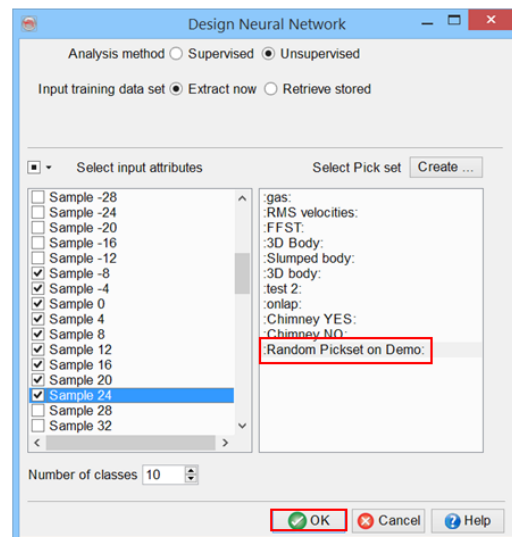 Design Neural Network
Analysis method Supervised Unsupervised
Input training data set Extract now Retrieve stored
Select input attributes
Select Pick set Create ...
Sample -28
Sample -24
Sample -20
Sample -16
Sample -12
Sample -8
Sample -4
Sample 0
Sample 4
Sample 8
Sample 12
Sample 16
Sample 20
Sample 24
Sample 28
Sample 32
:gas:
:RMS velocities:
:FFST:
:3D Body:
:Slumped body:
:3D body:
:test 2:
:onlap:
:Chimney YES:
:Chimney NO:
:Random Pickset on Demo:
Number of classes 10
OK Cancel Help